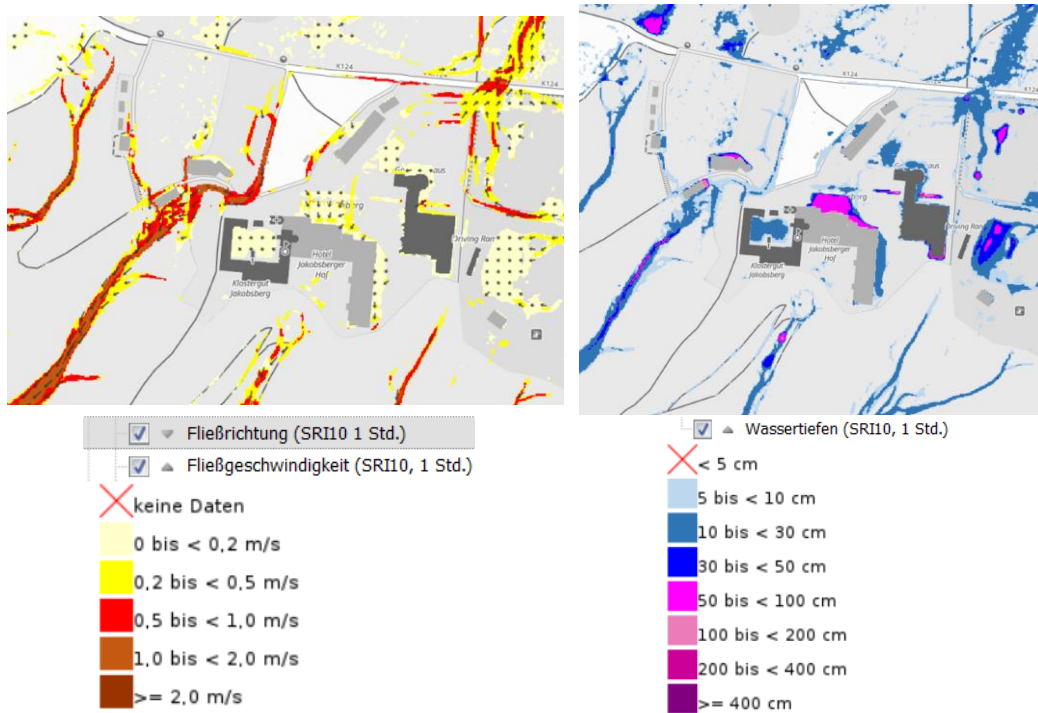 K124
K124
Hotel
Jakobsberger
Hof
Klostergut
Jakobsberg
K124
K124
Driving Ran
Hotel
Jakobsberger
Hof
Klostergut
Jakobsberg
Fließrichtung (SRI10 1 Std.)
Fließgeschwindigkeit (SRI10, 1 Std.)
keine Daten
0 bis < 0,2 m/s
0,2 bis < 0,5 m/s
0,5 bis < 1,0 m/s
1,0 bis < 2,0 m/s
>= 2,0 m/s
Wassertiefen (SRI10, 1 Std.)
< 5 cm
5 bis < 10 cm
10 bis < 30 cm
30 bis < 50 cm
50 bis < 100 cm
100 bis < 200 cm
200 bis < 400 cm
>= 400 cm